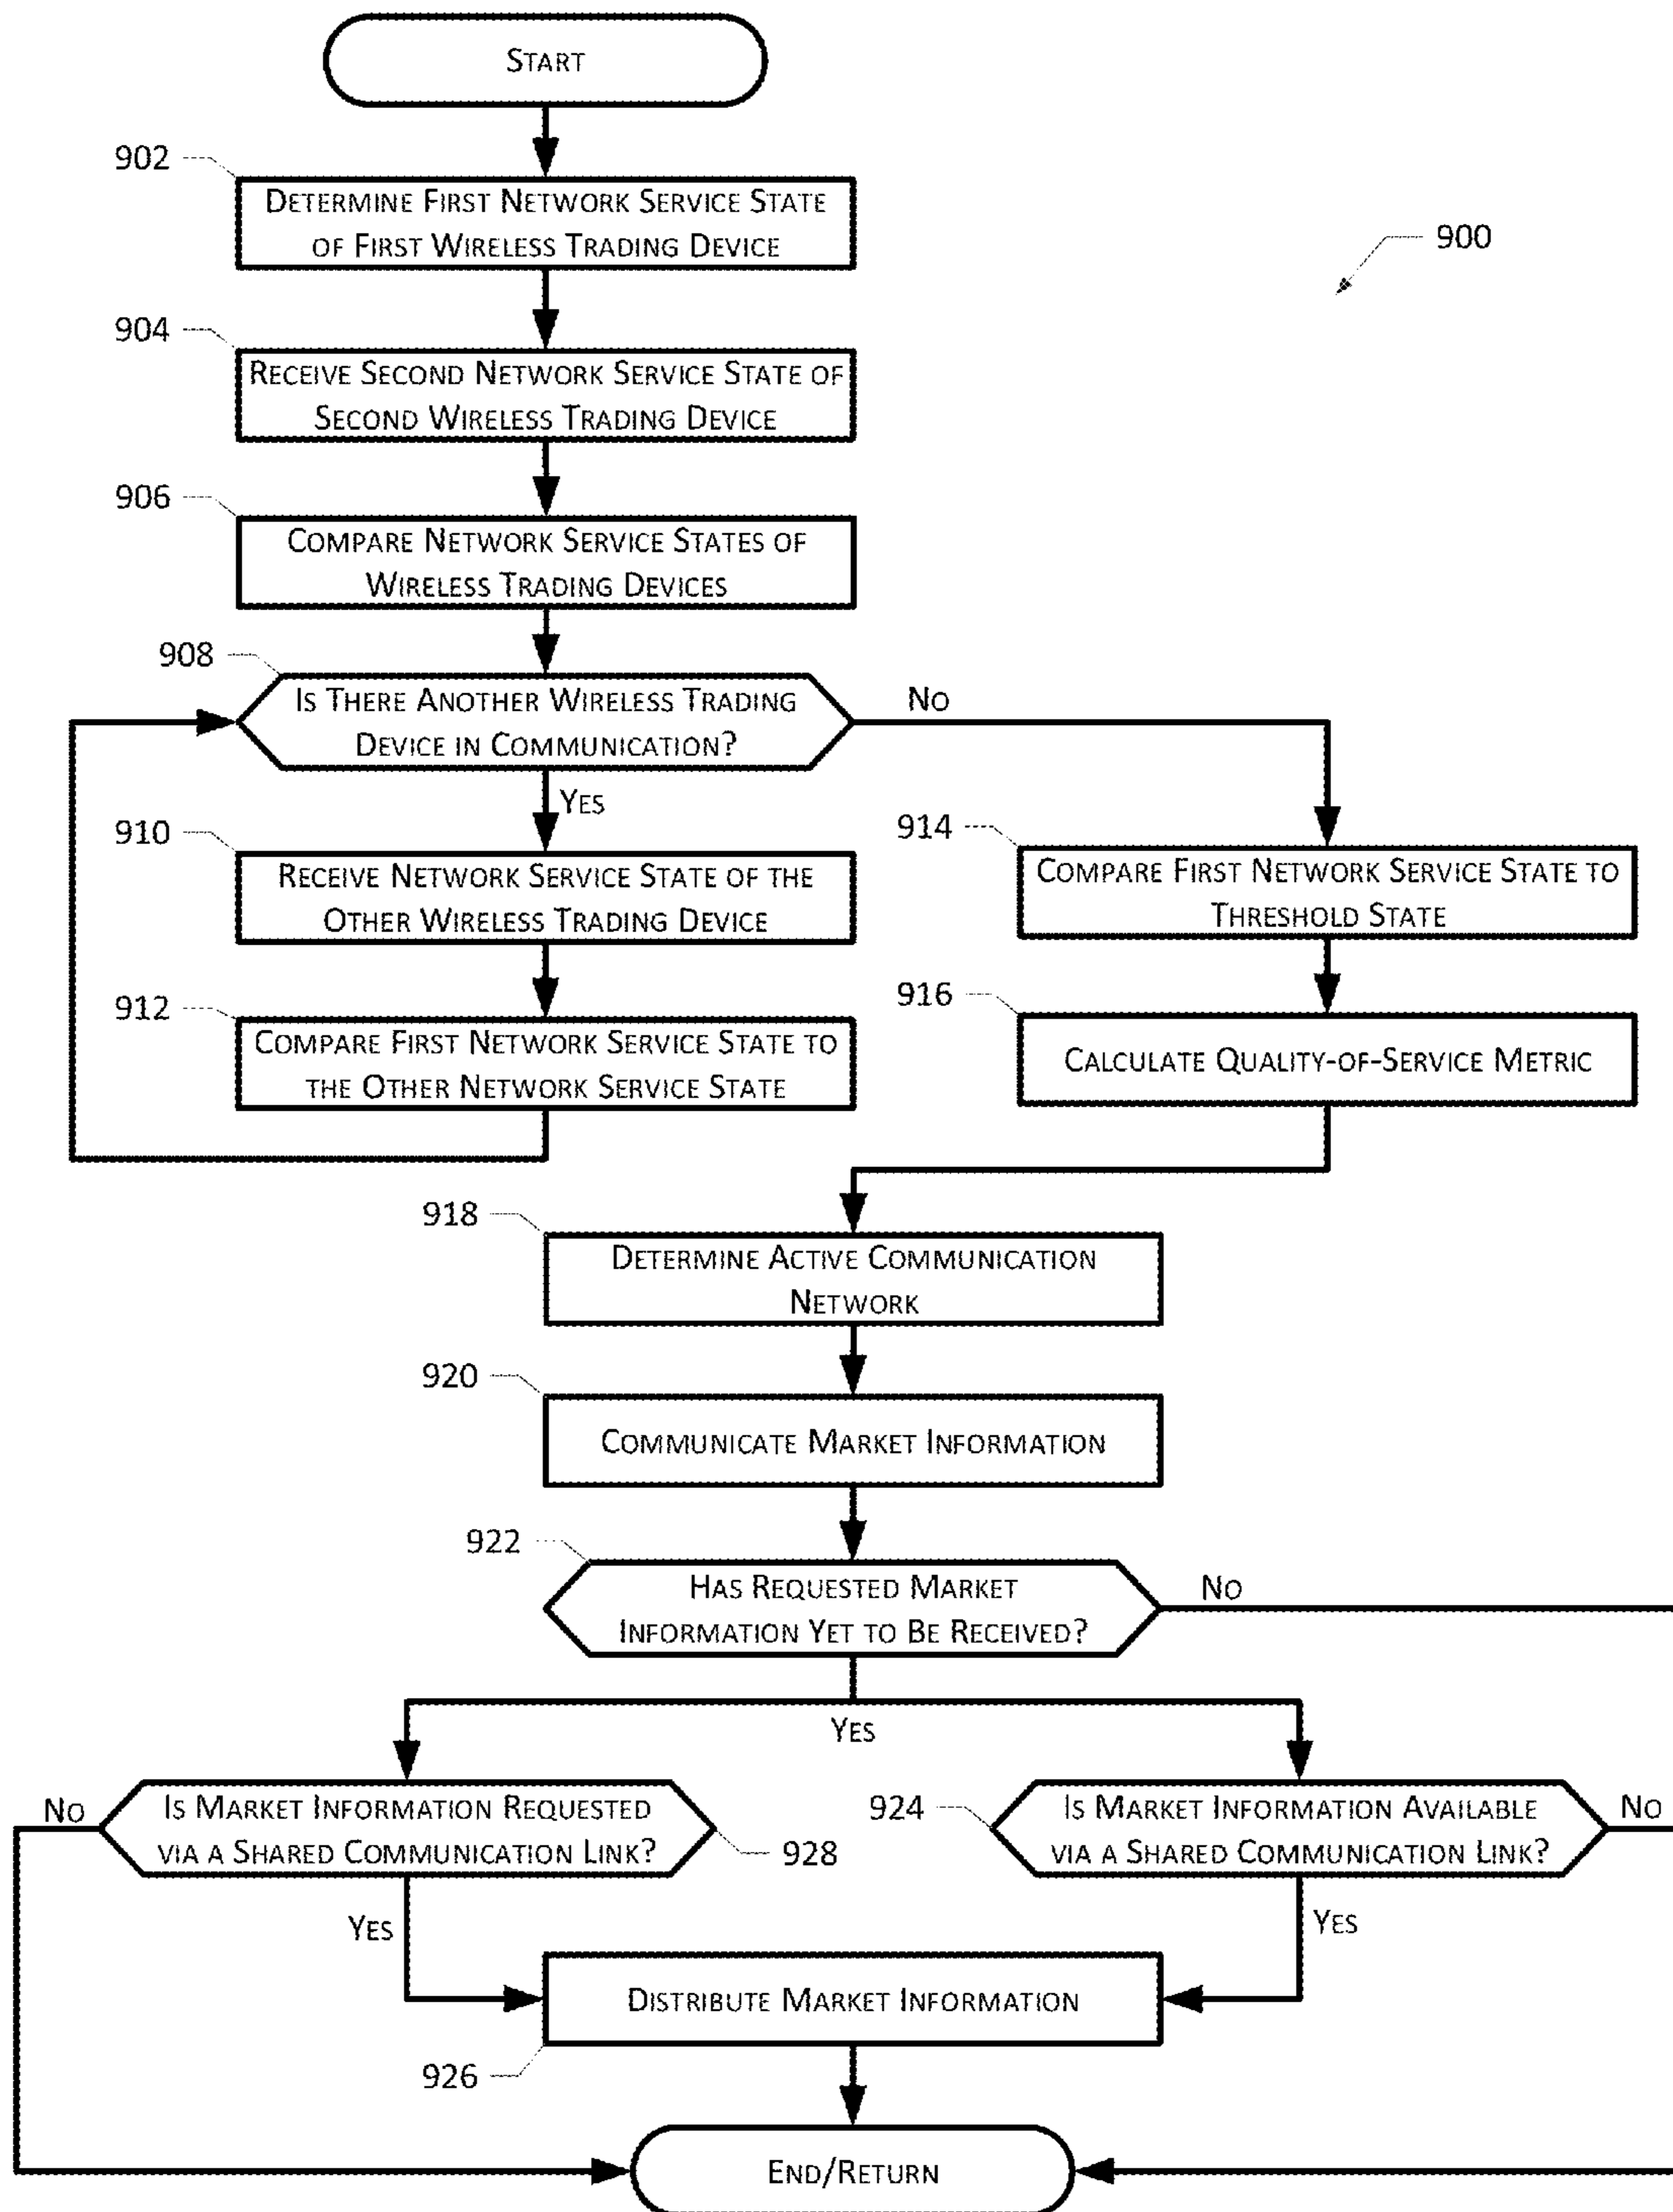 START
902
DETERMINE FIRST NETWORK SERVICE STATE
OF FIRST WIRELESS TRADING DEVICE
900
904
RECEIVE SECOND NETWORK SERVICE STATE OF
SECOND WIRELESS TRADING DEVICE
906
COMPARE NETWORK SERVICE STATES OF
WIRELESS TRADING DEVICES
908
IS THERE ANOTHER WIRELESS TRADING
DEVICE IN COMMUNICATION?
NO
YES
910
RECEIVE NETWORK SERVICE STATE OF THE
OTHER WIRELESS TRADING DEVICE
914
COMPARE FIRST NETWORK SERVICE STATE TO
THRESHOLD STATE
912
COMPARE FIRST NETWORK SERVICE STATE TO
THE OTHER NETWORK SERVICE STATE
916
CALCULATE QUALITY-OF-SERVICE METRIC
918
DETERMINE ACTIVE COMMUNICATION
NETWORK
920
COMMUNICATE MARKET INFORMATION
922
HAS REQUESTED MARKET
INFORMATION YET TO BE RECEIVED?
NO
YES
NO
IS MARKET INFORMATION REQUESTED
VIA A SHARED COMMUNICATION LINK?
928
924
IS MARKET INFORMATION AVAILABLE
VIA A SHARED COMMUNICATION LINK?
NO
YES
YES
DISTRIBUTE MARKET INFORMATION
926
END/RETURN